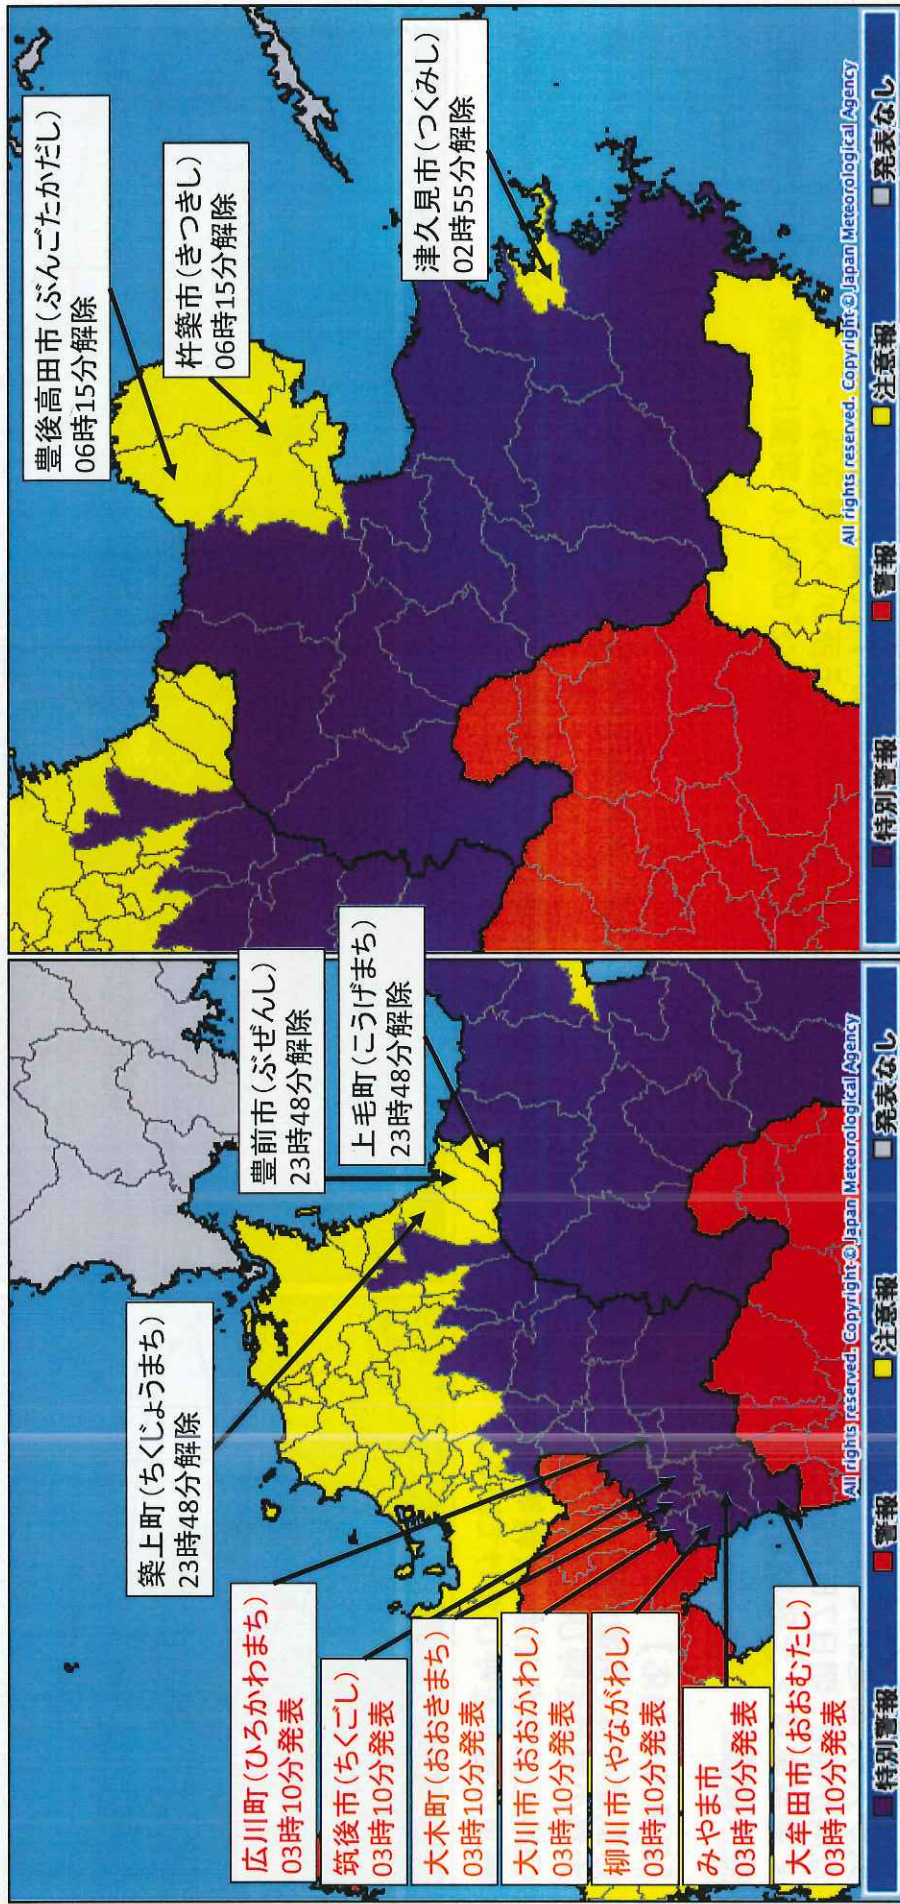 築上町(ちくじょうまち)
23時48分解除
豊前市(ぶぜんし)
23時48分解除
上毛町(こうげまち)
23時48分解除
広川町(ひろかわまち)
03時10分発表
筑後市(ちくごし)
03時10分発表
大木町(おおきまち)
03時10分発表
大川市(おおかわし)
03時10分発表
柳川市(やながわし)
03時10分発表
みやま市
03時10分発表
大牟田市(おおむたし)
03時10分発表
All rights reserved. Copyright © Japan Meteorological Agency
特別警報 警報 注意報 発表なし
豊後高田市(ぶんごたかだし)
06時15分解除
杵築市(きつきし)
06時15分解除
津久見市(つくみし)
02時55分解除
All rights reserved. Copyright © Japan Meteorological Agency
特別警報 警報 注意報 発表なし